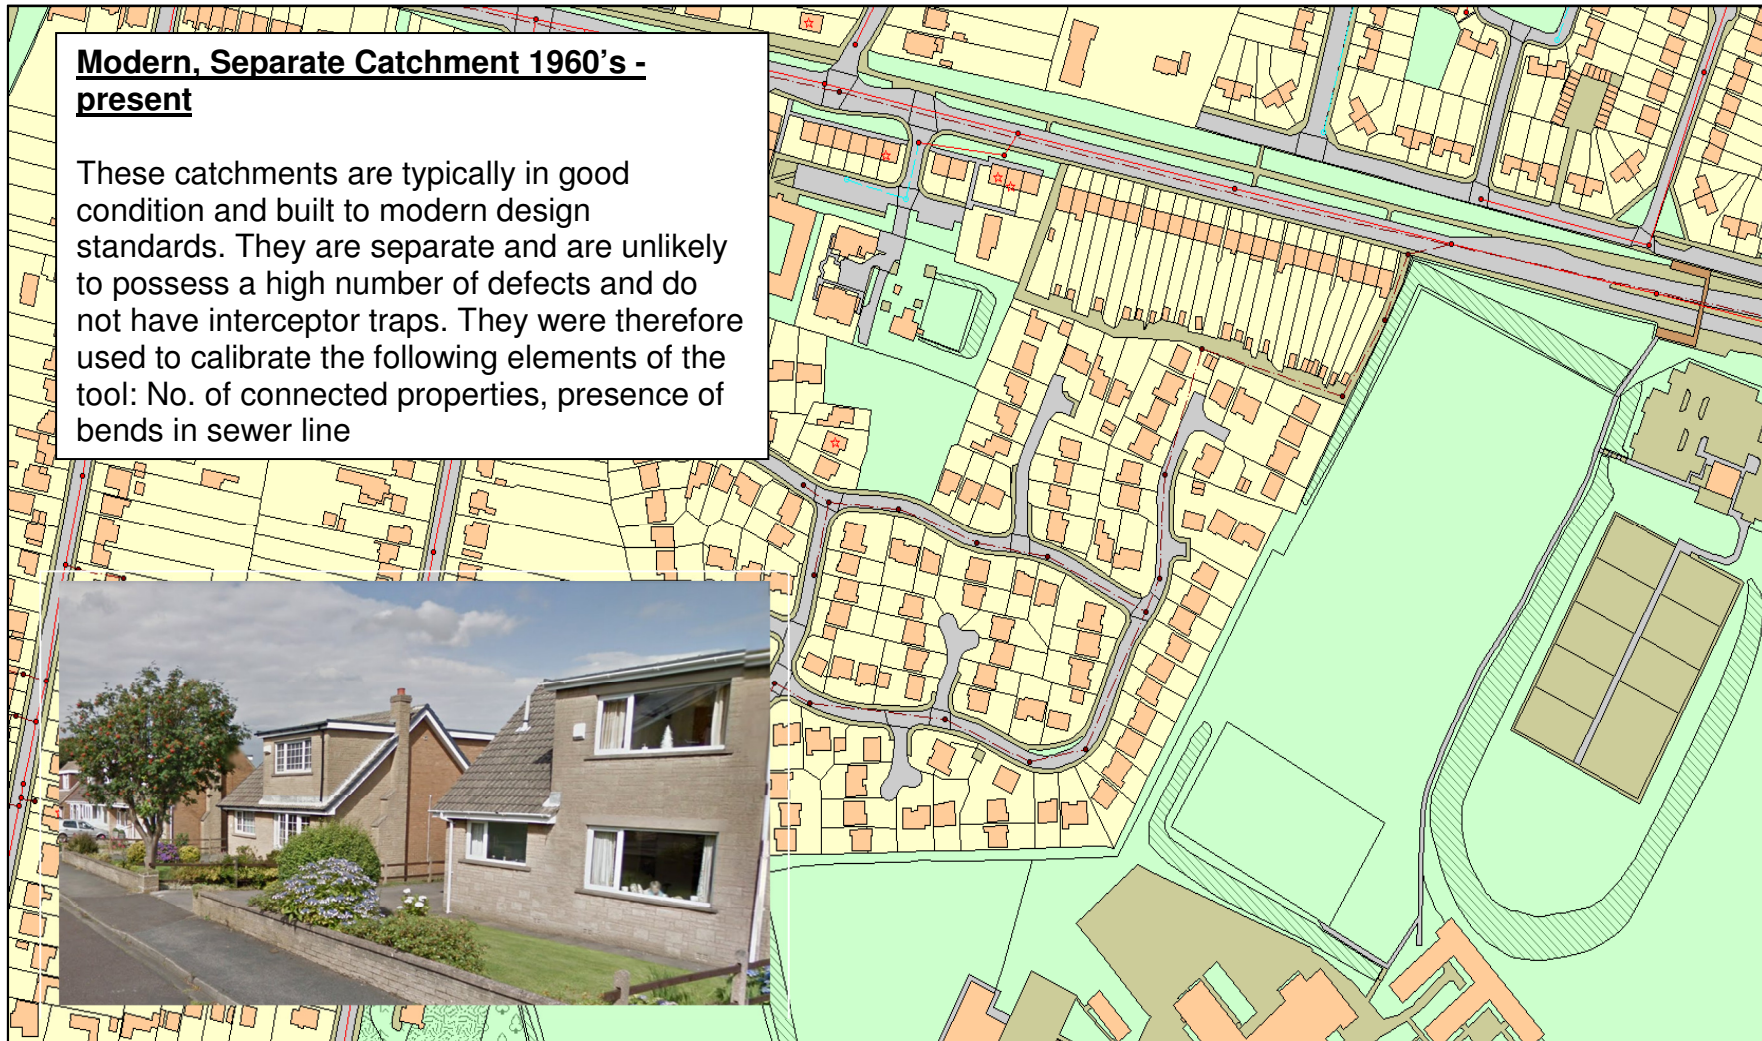 Modern, Separate Catchment 1960’s -
present
These catchments are typically in good
condition and built to modern design
standards. They are separate and are unlikely
to possess a high number of defects and do
not have interceptor traps. They were therefore
used to calibrate the following elements of the
tool: No. of connected properties, presence of
bends in sewer line